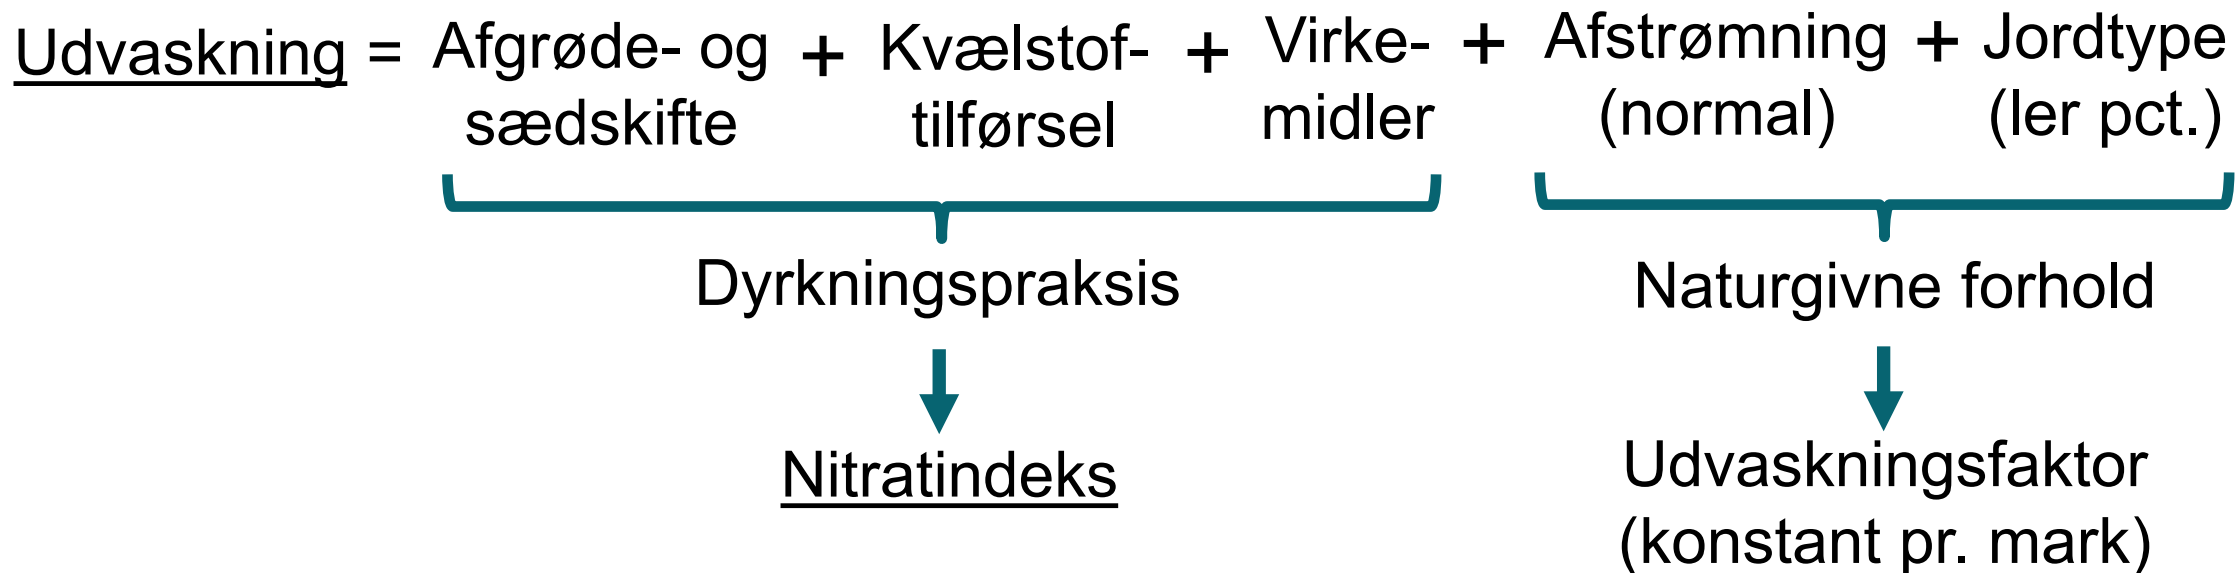 Udvaskning = Afgrøde- og + Kvælstof- + Virke- + Afstrømning + Jordtype
sædskifte tilførsel midler (normal) (ler pct.)
Dyrkningspraksis Naturgivne forhold
Nitratindeks Udvaskningsfaktor
(konstant pr. mark)